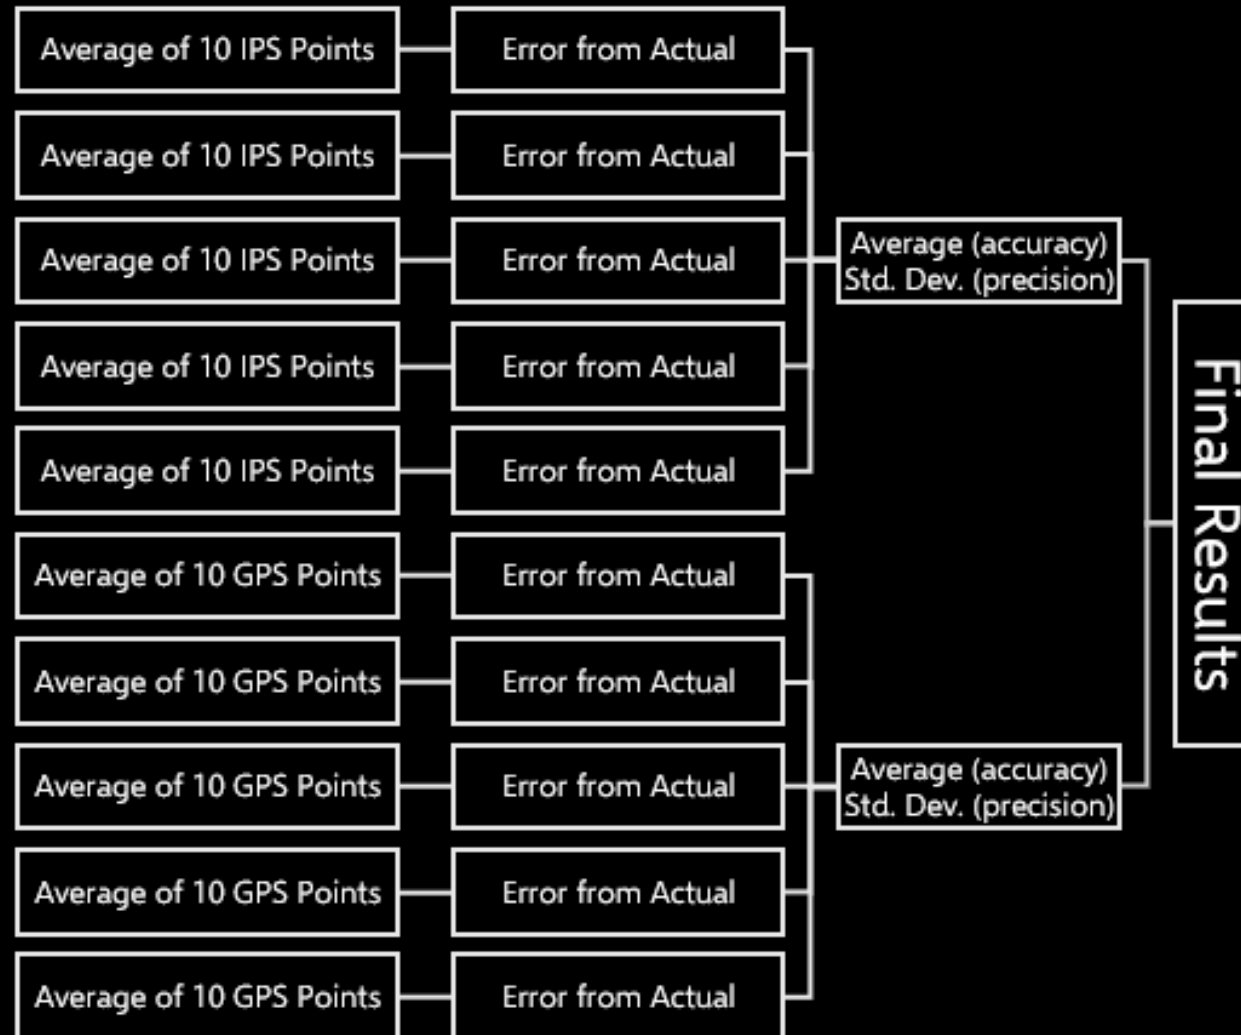 Average of 10 IPS Points
Error from Actual
Average of 10 IPS Points
Error from Actual
Average of 10 IPS Points
Error from Actual
Average (accuracy)
Std. Dev. (precision)
Average of 10 IPS Points
Error from Actual
Average of 10 IPS Points
Error from Actual
Average of 10 GPS Points
Error from Actual
Average of 10 GPS Points
Error from Actual
Average of 10 GPS Points
Error from Actual
Average (accuracy)
Std. Dev. (precision)
Average of 10 GPS Points
Error from Actual
Average of 10 GPS Points
Error from Actual
Final Results